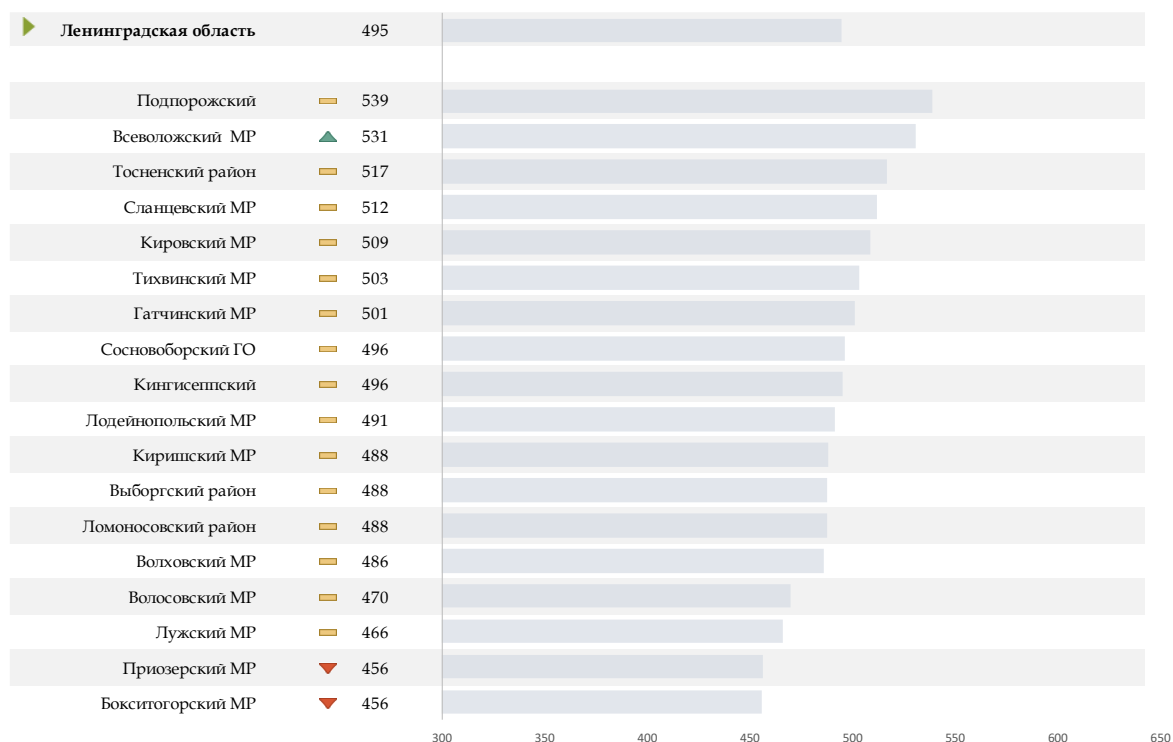 Ленинградская область 495
Подпорожский 539
Всеволожский МР 531
Тосненский район 517
Сланцевский МР 512
Кировский МР 509
Тихвинский МР 503
Гатчинский МР 501
Сосновоборский ГО 496
Кингисеппский 496
Лодейнопольский МР 491
Киришский МР 488
Выборгский район 488
Ломоносовский район 488
Волховский МР 486
Волосовский МР 470
Лужский МР 466
Приозерский МР 456
Бокситогорский МР 456
300 350 400 450 500 550 600 650